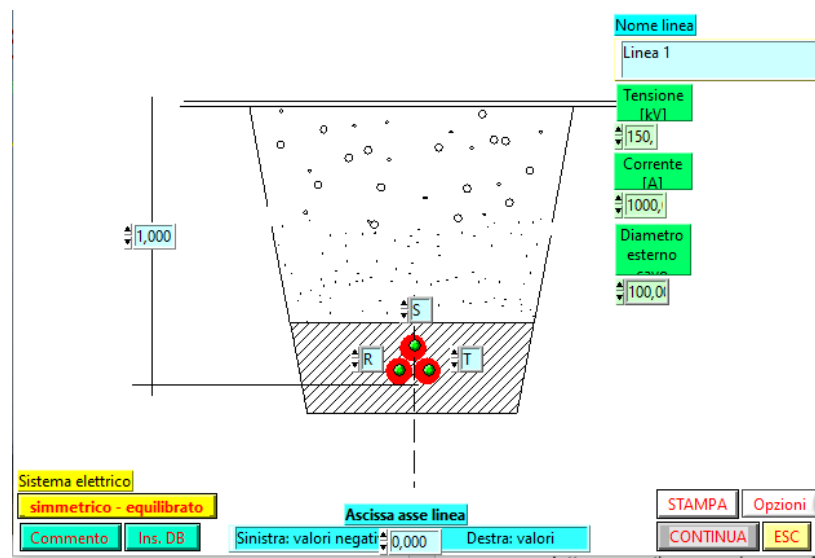 Nome linea
Linea 1
Tensione
[kV]
150,
Corrente
[A]
1000,
Diametro
esterno
100,0
1,000
S
R
T
Sistema elettrico
simmetrico - equilibrato
Commento
Ins. DB
Ascissa asse linea
Sinistra: valori negati
0,000
Destra: valori
STAMPA
Opzioni
CONTINUA
ESC